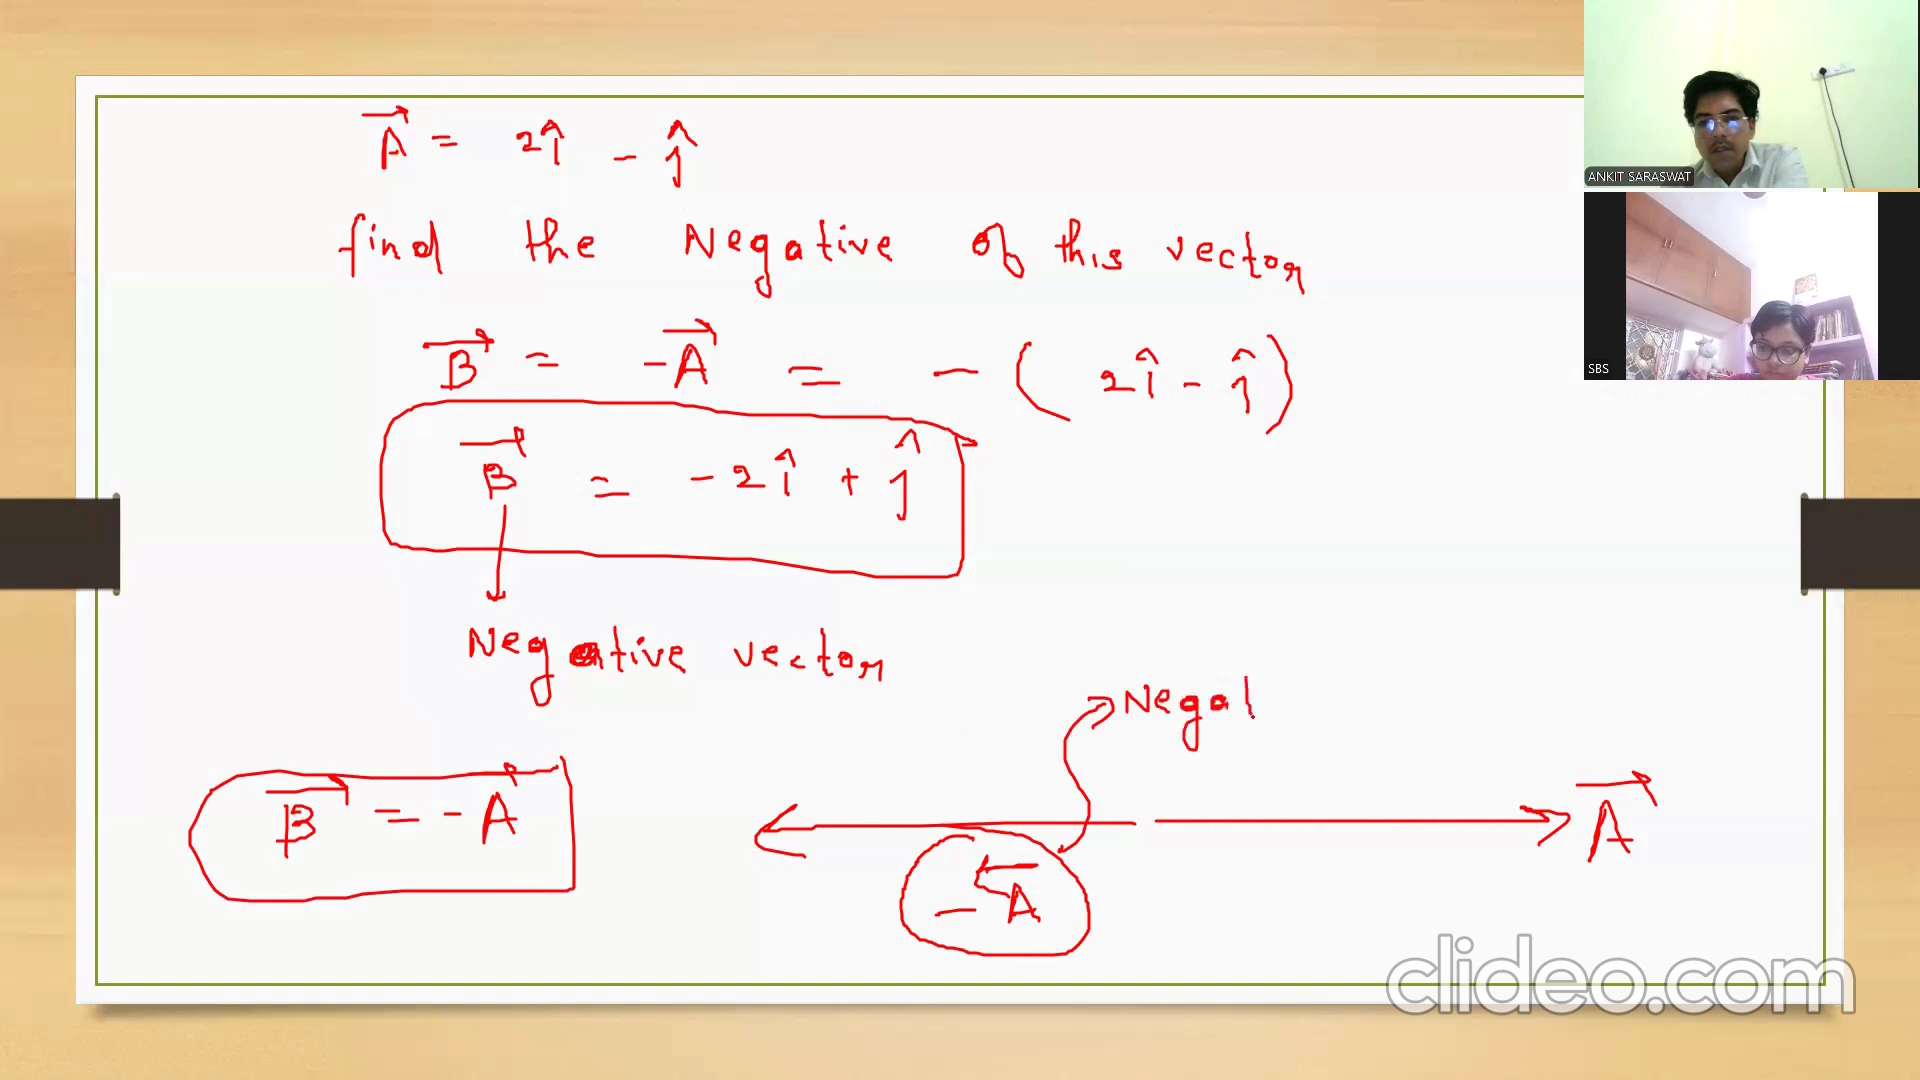 A⃗ = 2î - ĵ
find the Negative of this vector
B⃗ = -A⃗ = - ( 2î - ĵ )
B⃗ = - 2î + ĵ
Negative vector
Negat
B⃗ = - A⃗
A⃗
- A⃗
ANKIT SARASWAT
SBS
clideo.com